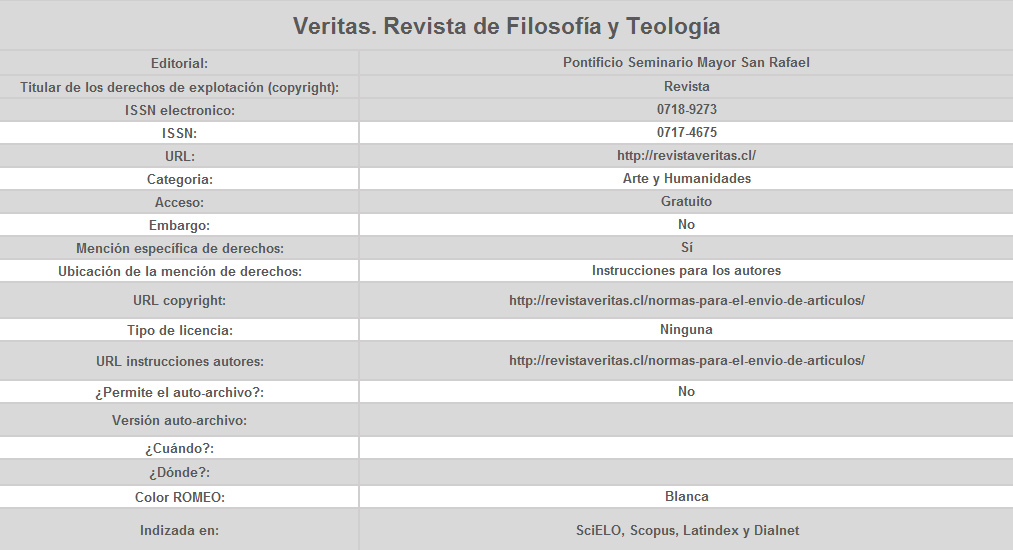 Veritas. Revista de Filosofía y Teología
Editorial: Pontificio Seminario Mayor San Rafael
Titular de los derechos de explotación (copyright): Revista
ISSN electronico: 0718-9273
ISSN: 0717-4675
URL: http://revistaveritas.cl/
Categoria: Arte y Humanidades
Acceso: Gratuito
Embargo: No
Mención específica de derechos: Sí
Ubicación de la mención de derechos: Instrucciones para los autores
URL copyright: http://revistaveritas.cl/normas-para-el-envio-de-articulos/
Tipo de licencia: Ninguna
URL instrucciones autores: http://revistaveritas.cl/normas-para-el-envio-de-articulos/
¿Permite el auto-archivo?: No
Versión auto-archivo:
¿Cuándo?:
¿Dónde?:
Color ROMEO: Blanca
Indizada en: SciELO, Scopus, Latindex y Dialnet